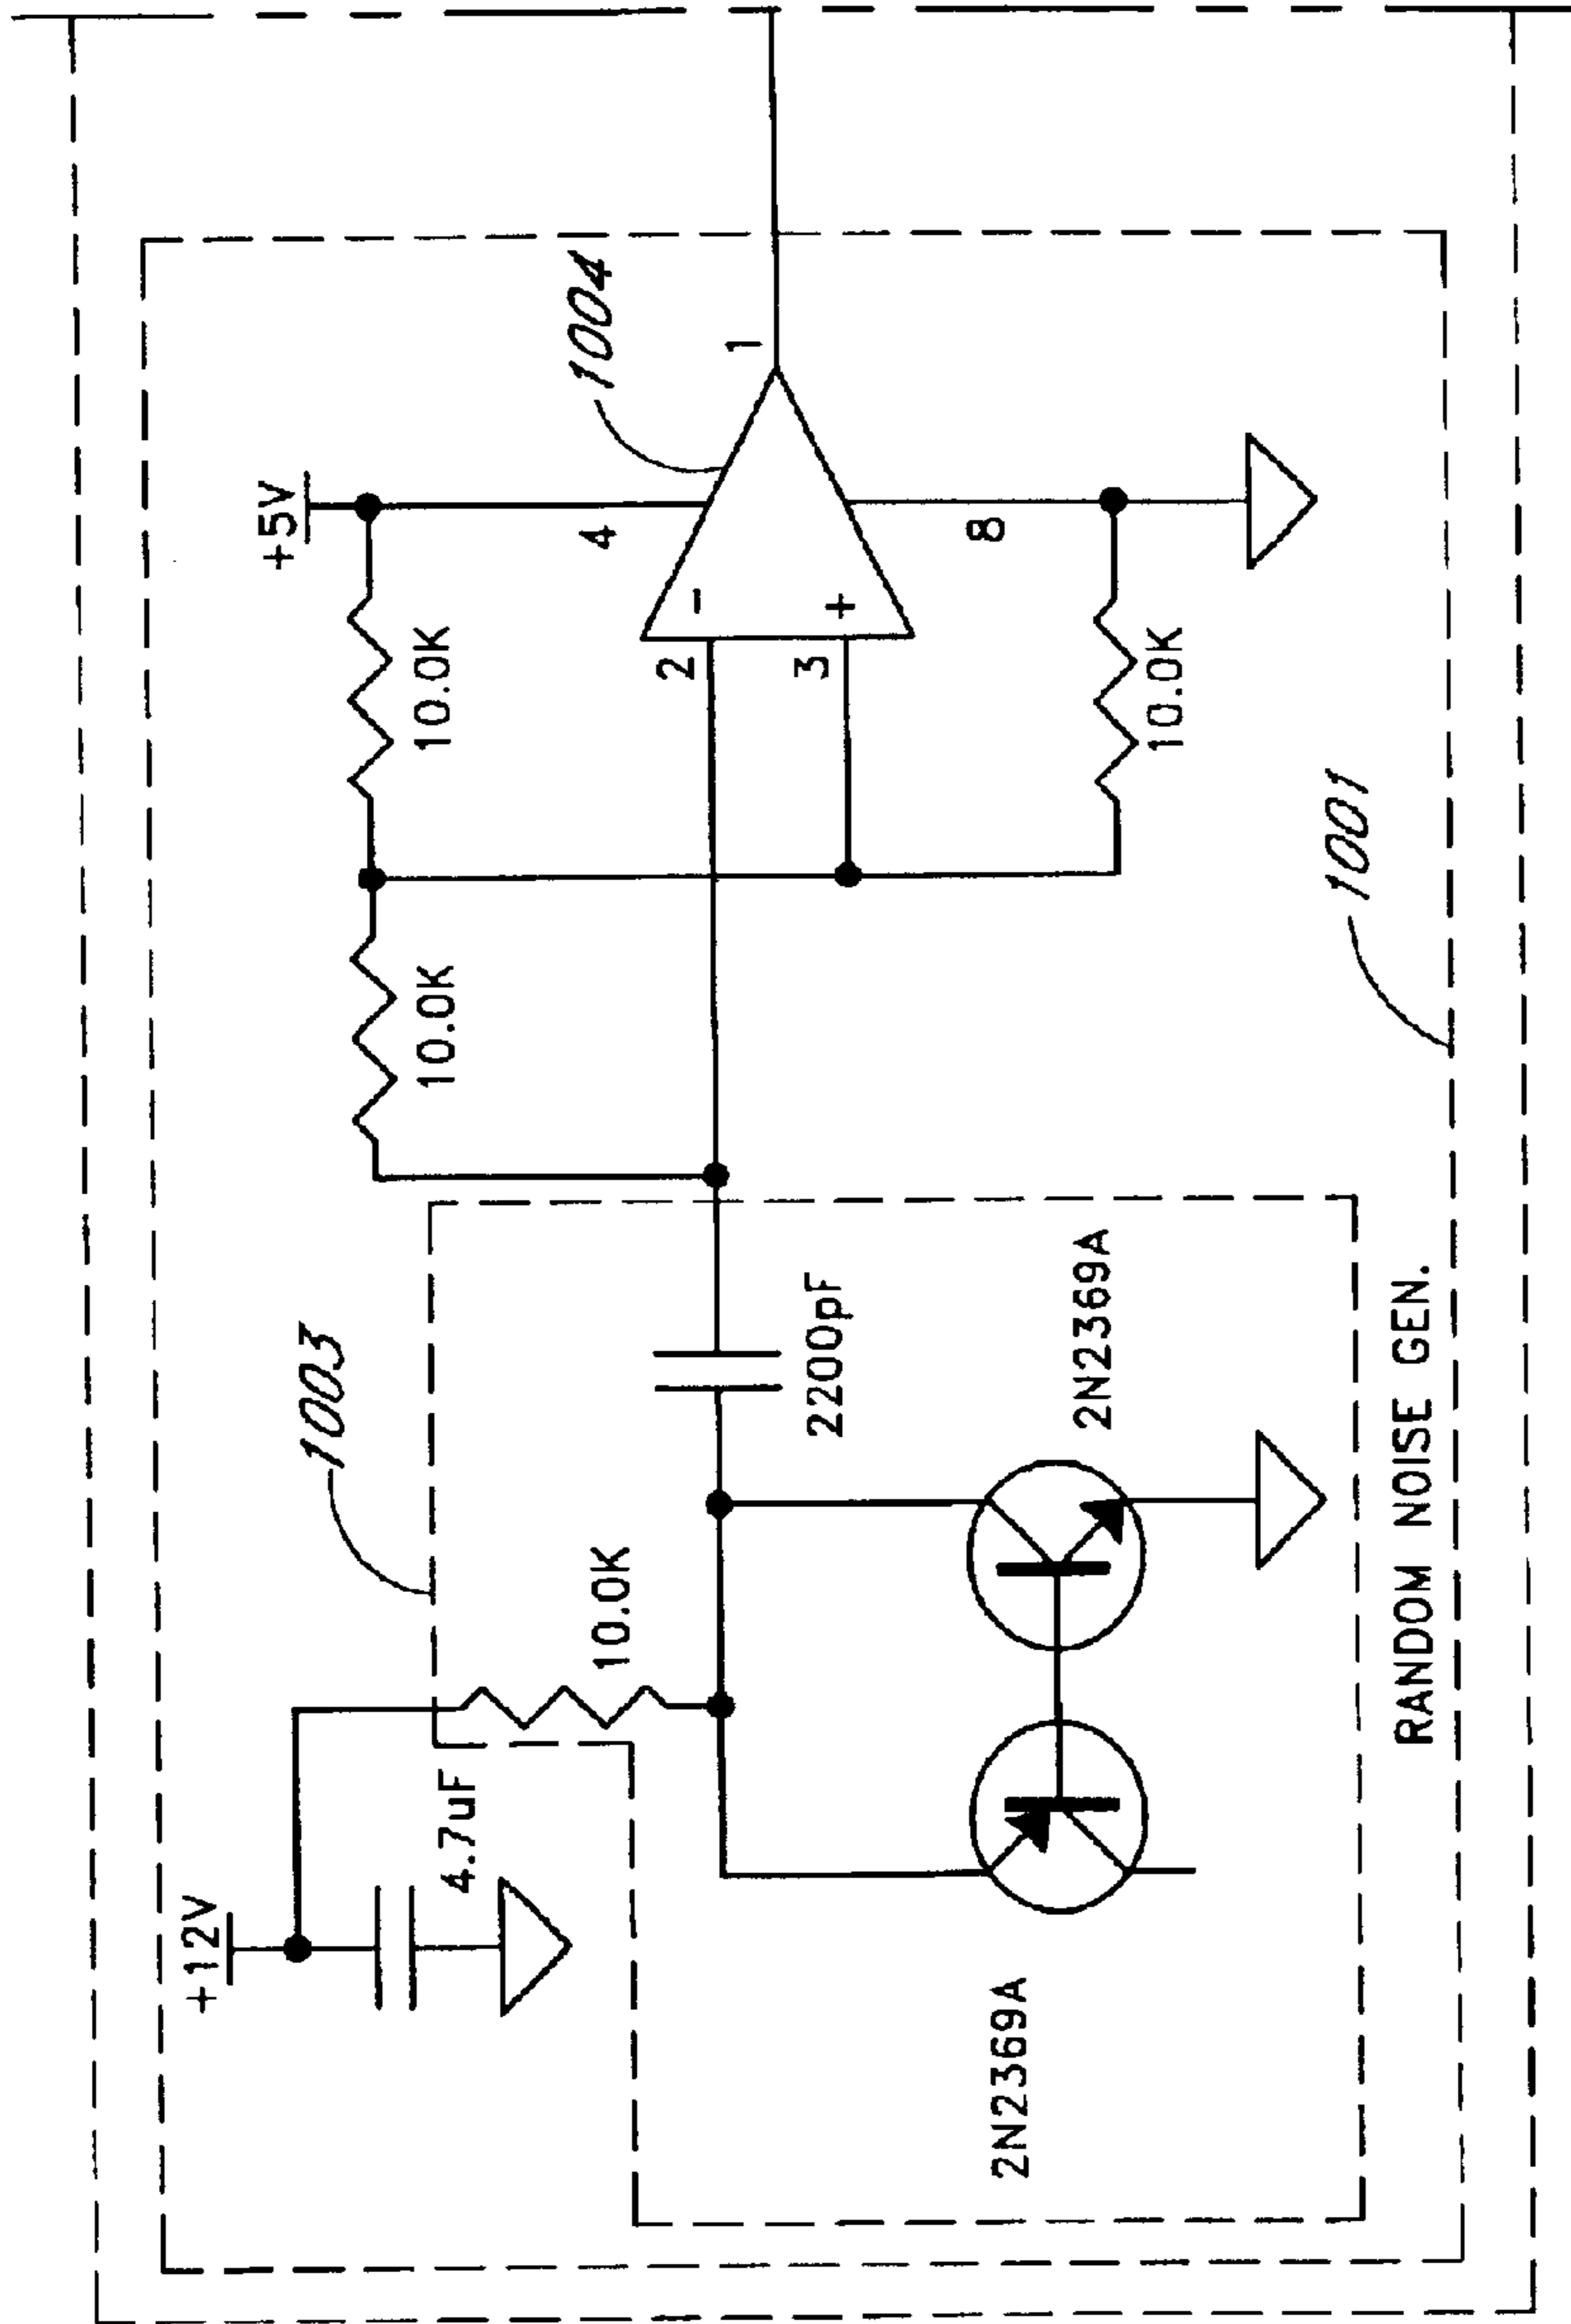 +12V
4.7uF
10.0K
1003
2200pF
2N2369A
2N2369A
RANDOM NOISE GEN.
10.0K
10.0K
+5V
2
3
-
+
4
8
1
1004
10.0K
1001